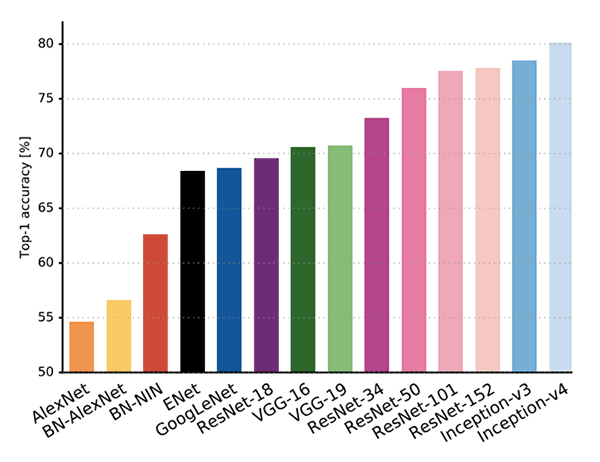 80
75
70
65
60
55
50
Top-1 accuracy [%]
AlexNet
BN-AlexNet
BN-NIN
ENet
GoogLeNet
ResNet-18
VGG-16
VGG-19
ResNet-34
ResNet-50
ResNet-101
ResNet-152
Inception-v3
Inception-v4